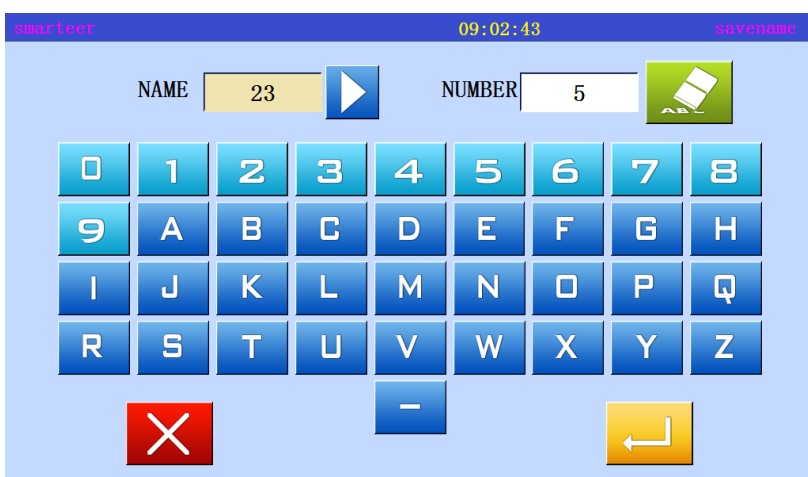 smarteer 09:02:43 savename
NAME 23 NUMBER 5 ABC
0 1 2 3 4 5 6 7 8
9 A B C D E F G H
I J K L M N O P Q
R S T U V W X Y Z
-